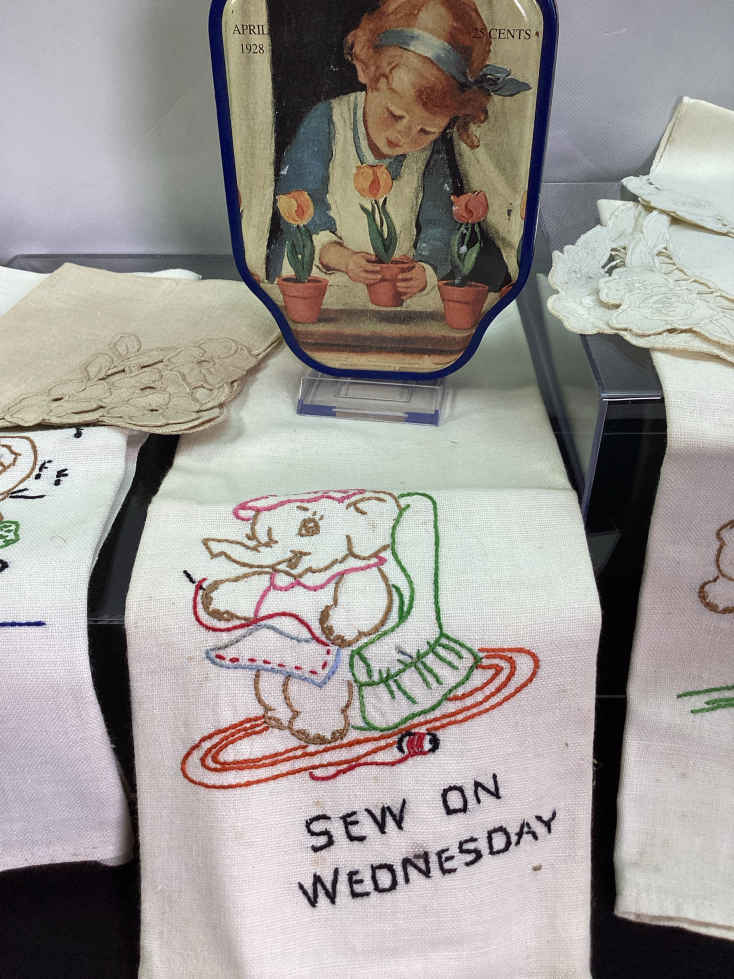 APRIL
1928
25 CENTS
SEW ON
WEDNESDAY